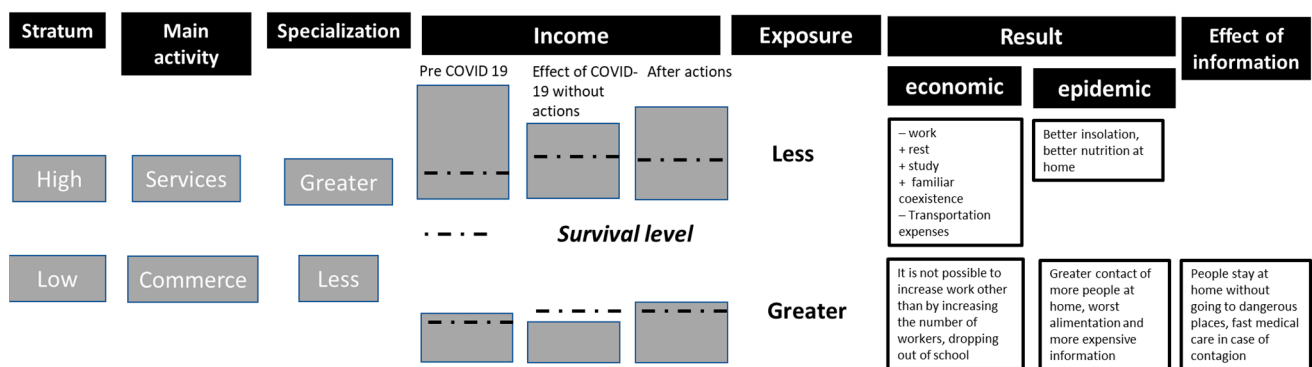 Stratum
Main
activity
Specialization
Income
Exposure
Result
Effect of
information
Pre COVID 19
Effect of COVID-
19 without
actions
After actions
economic
epidemic
High
Services
Greater
Less
– work
+ rest
+ study
+ familiar
coexistence
– Transportation
expenses
Better insolation,
better nutrition at
home
Survival level
Low
Commerce
Less
Greater
It is not possible to
increase work other
than by increasing
the number of
workers, dropping
out of school
Greater contact of
more people at
home, worst
alimentation and
more expensive
information
People stay at
home without
going to dangerous
places, fast medical
care in case of
contagion